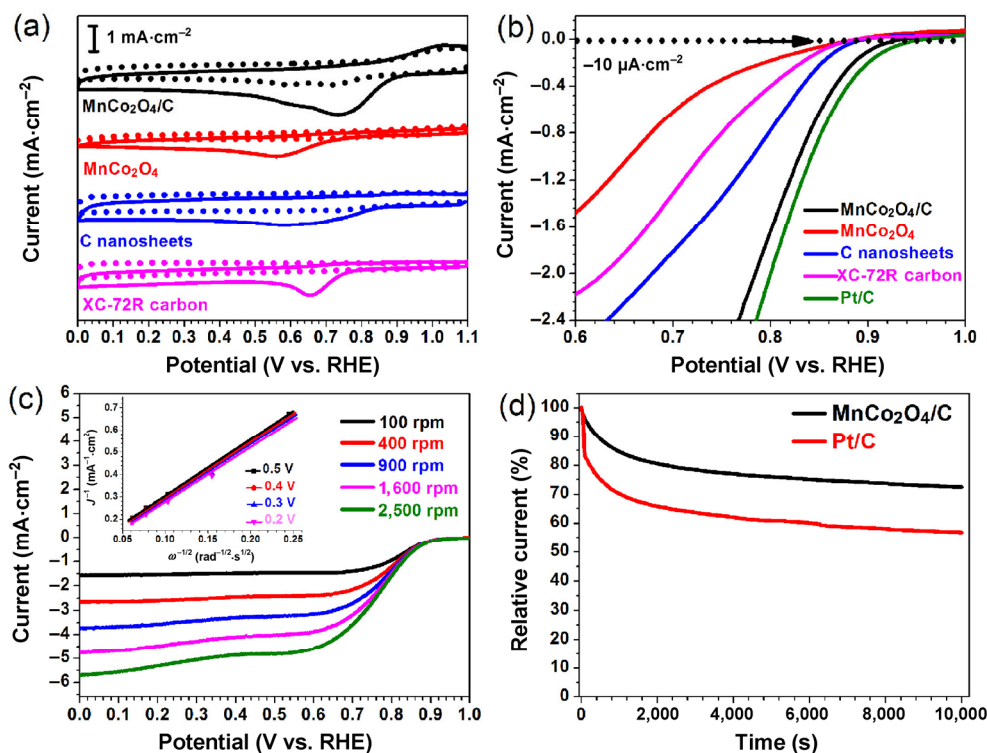 (a)
1 mA·cm⁻²
MnCo₂O₄/C
MnCo₂O₄
C nanosheets
XC-72R carbon
Current (mA·cm⁻²)
0.0 0.1 0.2 0.3 0.4 0.5 0.6 0.7 0.8 0.9 1.0 1.1
Potential (V vs. RHE)
(b)
0.0
−0.4
−0.8
−1.2
−1.6
−2.0
−2.4
−10 μA·cm⁻²
MnCo₂O₄/C
MnCo₂O₄
C nanosheets
XC-72R carbon
Pt/C
Current (mA·cm⁻²)
0.6 0.7 0.8 0.9 1.0
Potential (V vs. RHE)
(c)
6
5
4
3
2
1
0
−1
−2
−3
−4
−5
−6
Current (mA·cm⁻²)
0.7
0.6
0.5
0.4
0.3
0.2
J⁻¹ (mA⁻¹·cm²)
0.5 V
0.4 V
0.3 V
0.2 V
0.05 0.10 0.15 0.20 0.25
ω⁻¹/² (rad⁻¹/²·s¹/²)
100 rpm
400 rpm
900 rpm
1,600 rpm
2,500 rpm
0.0 0.1 0.2 0.3 0.4 0.5 0.6 0.7 0.8 0.9 1.0
Potential (V vs. RHE)
(d)
100
90
80
70
60
50
40
30
20
10
0
Relative current (%)
MnCo₂O₄/C
Pt/C
0 2,000 4,000 6,000 8,000 10,000
Time (s)